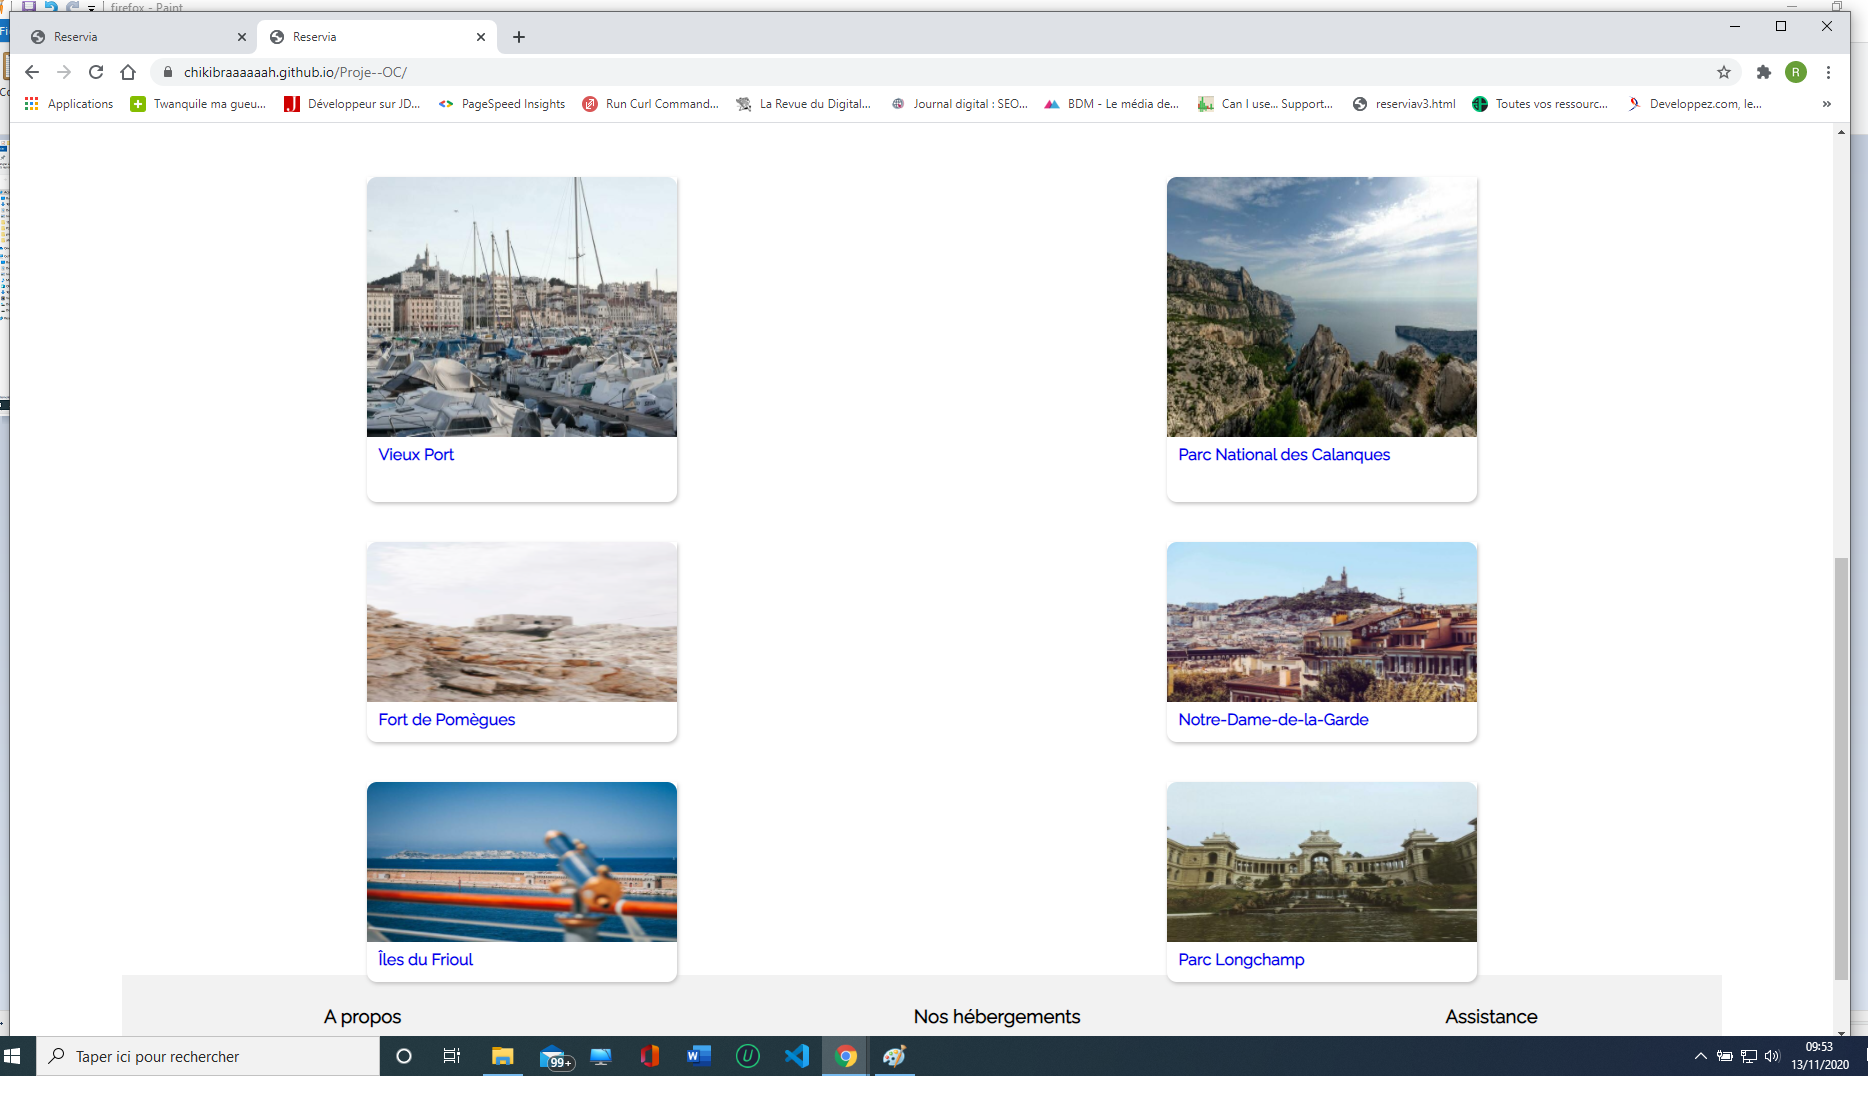 firefox - Paint
Reservia
Reservia
chikibraaaaaah.github.io/Proje--OC/
R
Applications
Twanquile ma gueu...
Développeur sur JD...
PageSpeed Insights
Run Curl Command...
La Revue du Digital...
Journal digital : SEO...
BDM - Le média de...
Can I use... Support...
reserviav3.html
Toutes vos ressourc...
Developpez.com, le...
»
Vieux Port
Parc National des Calanques
Fort de Pomègues
Notre-Dame-de-la-Garde
Îles du Frioul
Parc Longchamp
A propos
Nos hébergements
Assistance
Taper ici pour rechercher
99+
09:53
13/11/2020